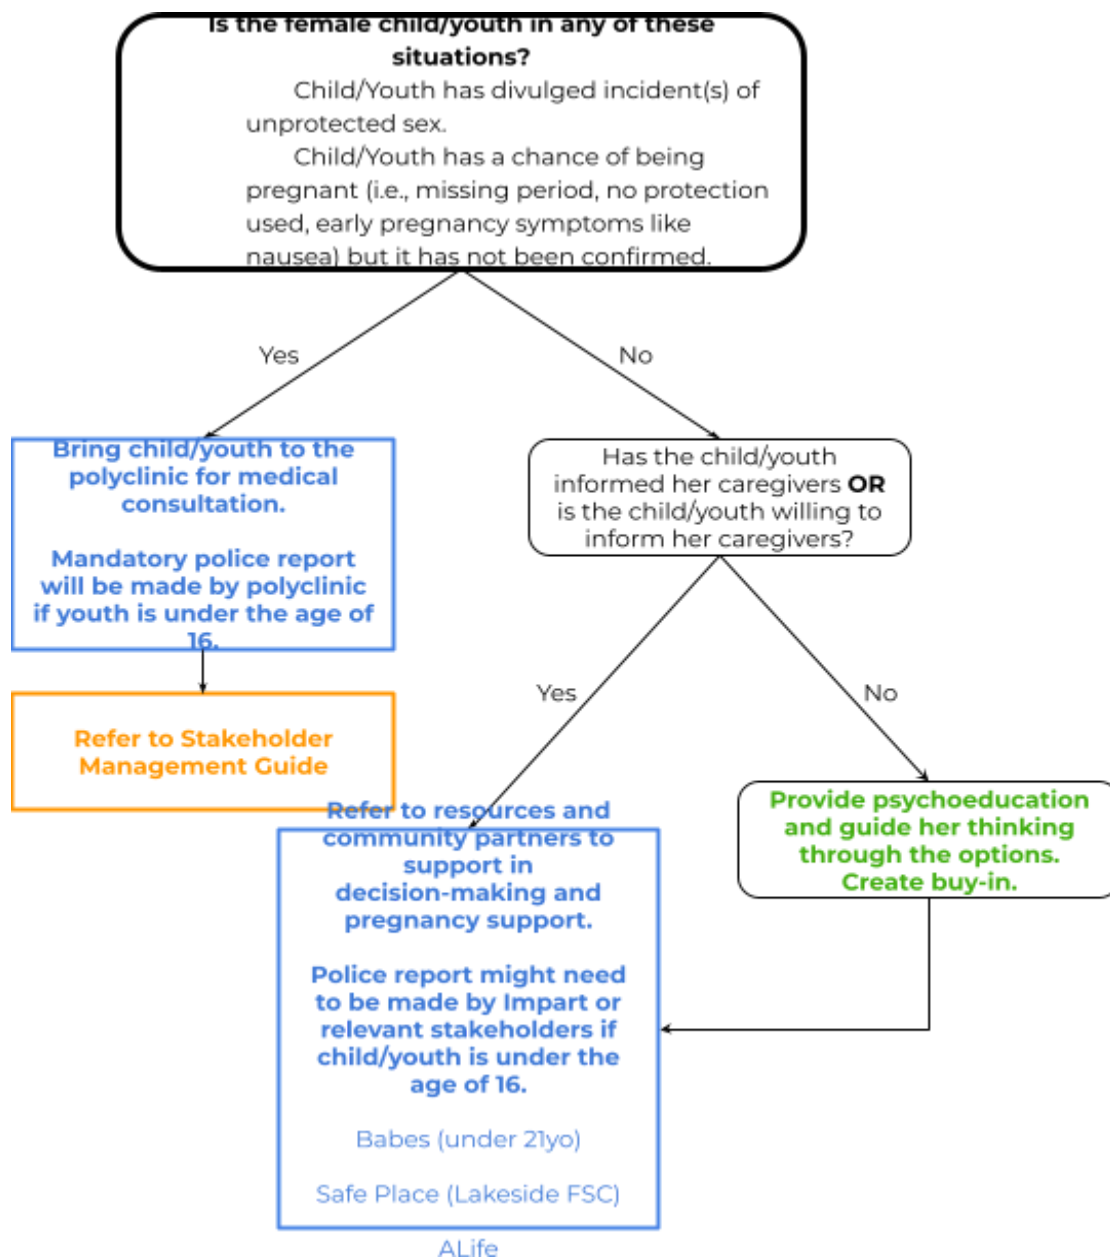 Is the female child/youth in any of these
situations?
Child/Youth has divulged incident(s) of
unprotected sex.
Child/Youth has a chance of being
pregnant (i.e., missing period, no protection
used, early pregnancy symptoms like
nausea) but it has not been confirmed.
Yes
No
Bring child/youth to the
polyclinic for medical
consultation.
Mandatory police report
will be made by polyclinic
if youth is under the age of
16.
Has the child/youth
informed her caregivers OR
is the child/youth willing to
inform her caregivers?
Refer to Stakeholder
Management Guide
Yes
No
Refer to resources and
community partners to
support in
decision-making and
pregnancy support.
Police report might need
to be made by Impart or
relevant stakeholders if
child/youth is under the
age of 16.
Babes (under 21yo)
Safe Place (Lakeside FSC)
ALife
Provide psychoeducation
and guide her thinking
through the options.
Create buy-in.